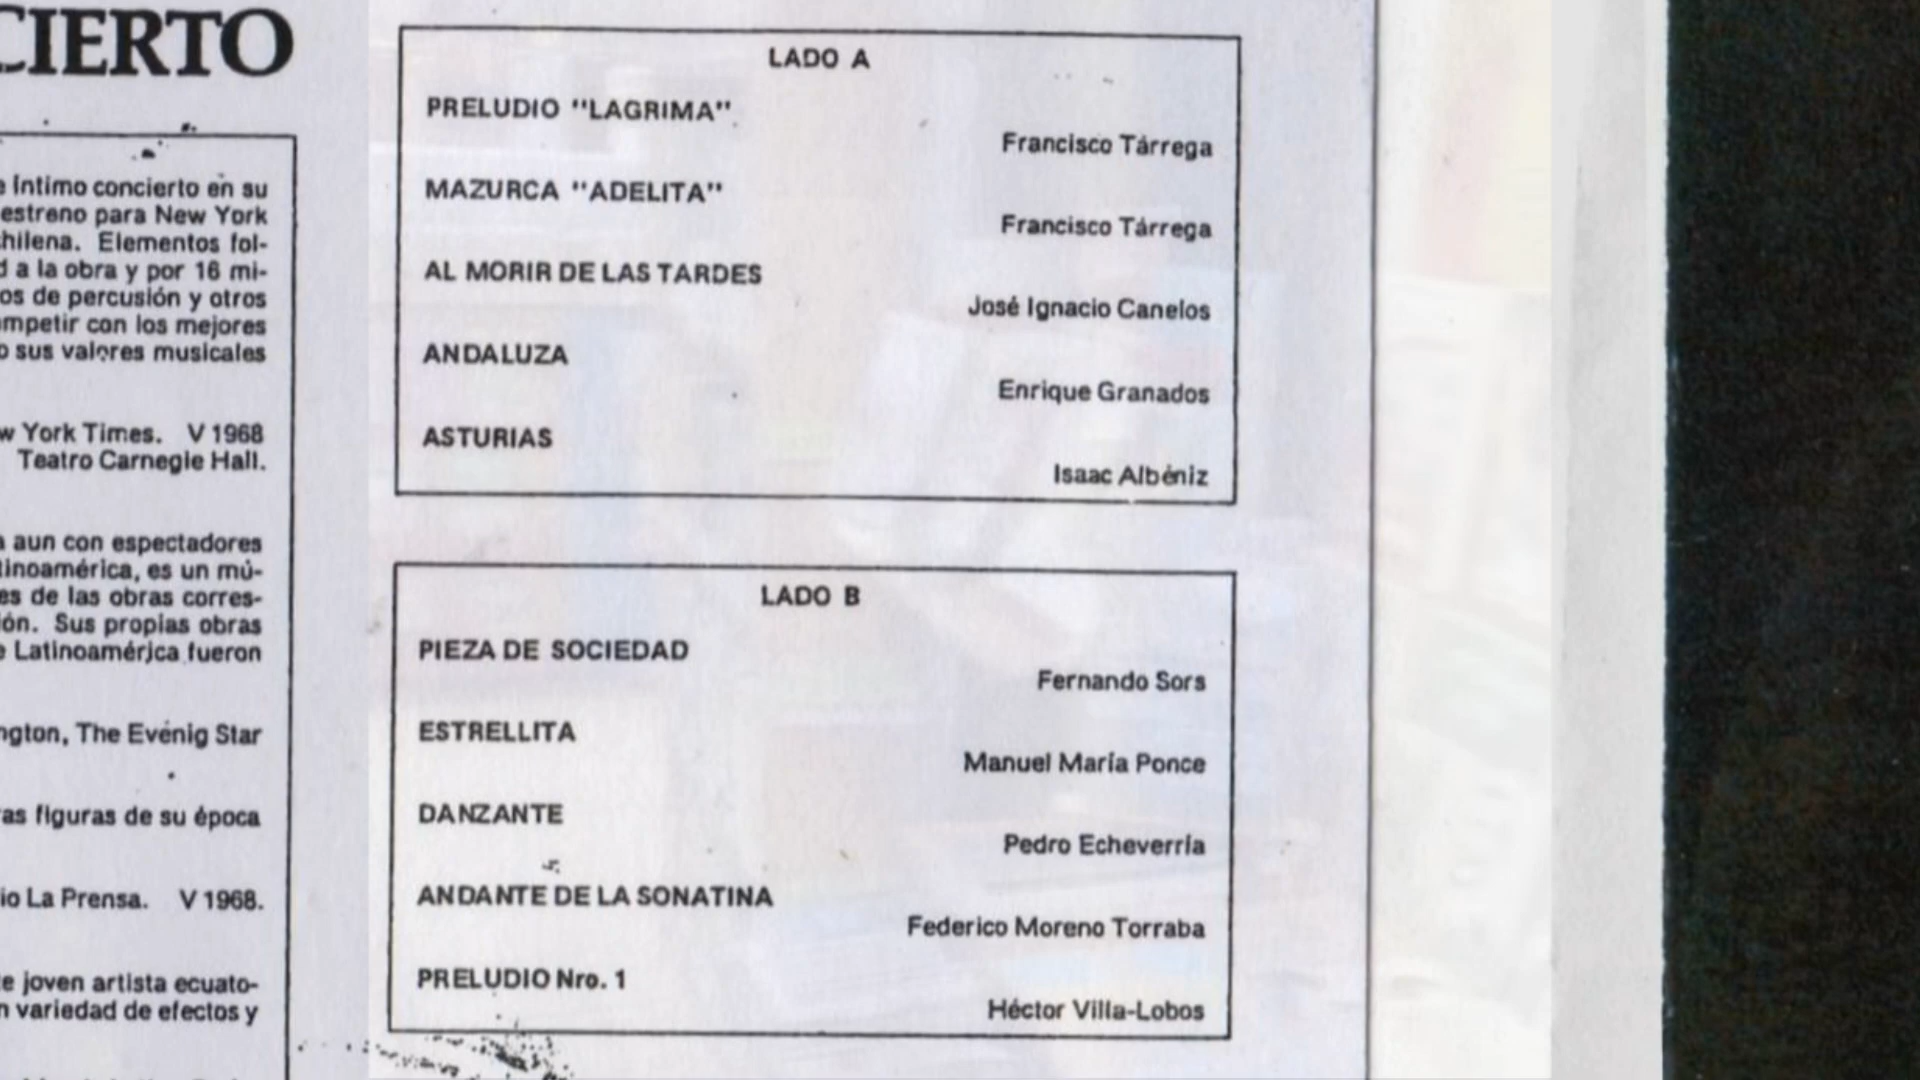 CIERTO
e Íntimo concierto en su
estreno para New York
hilena. Elementos fol-
d a la obra y por 16 mi-
os de percusión y otros
mpetir con los mejores
o sus valores musicales
w York Times. V 1968
Teatro Carnegie Hall.
a aun con espectadores
tinoamérica, es un mú-
es de las obras corres-
ión. Sus propias obras
e Latinoamérica fueron
ngton, The Evénig Star
as figuras de su época
io La Prensa. V 1968.
e joven artista ecuato-
n variedad de efectos y
LADO A
PRELUDIO "LAGRIMA"
Francisco Tárrega
MAZURCA "ADELITA"
Francisco Tárrega
AL MORIR DE LAS TARDES
José Ignacio Canelos
ANDALUZA
Enrique Granados
ASTURIAS
Isaac Albéniz
LADO B
PIEZA DE SOCIEDAD
Fernando Sors
ESTRELLITA
Manuel María Ponce
DANZANTE
Pedro Echeverría
ANDANTE DE LA SONATINA
Federico Moreno Torraba
PRELUDIO Nro. 1
Héctor Villa-Lobos